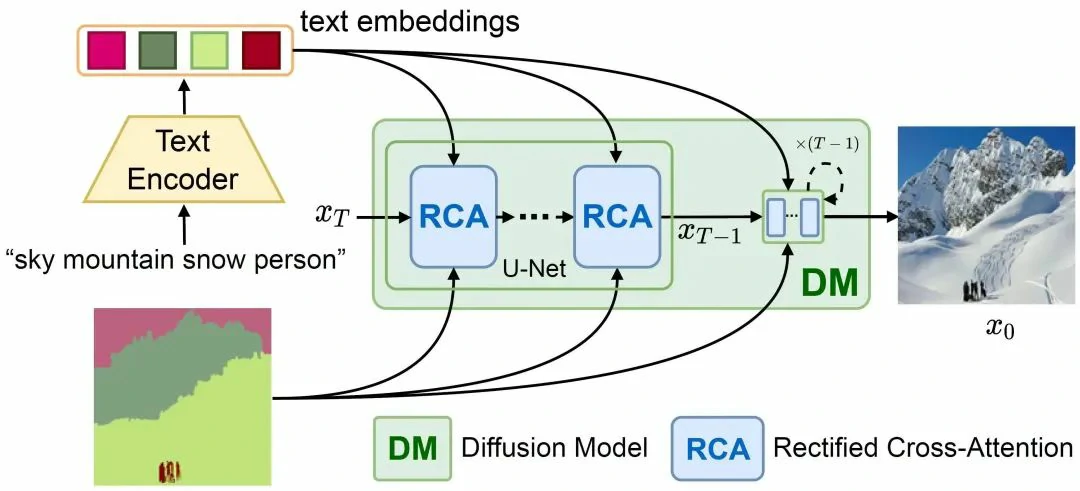 text embeddings
Text
Encoder
“sky mountain snow person”
x_T
RCA
RCA
U-Net
x_{T−1}
×(T − 1)
DM
x_0
DM
Diffusion Model
RCA
Rectified Cross-Attention